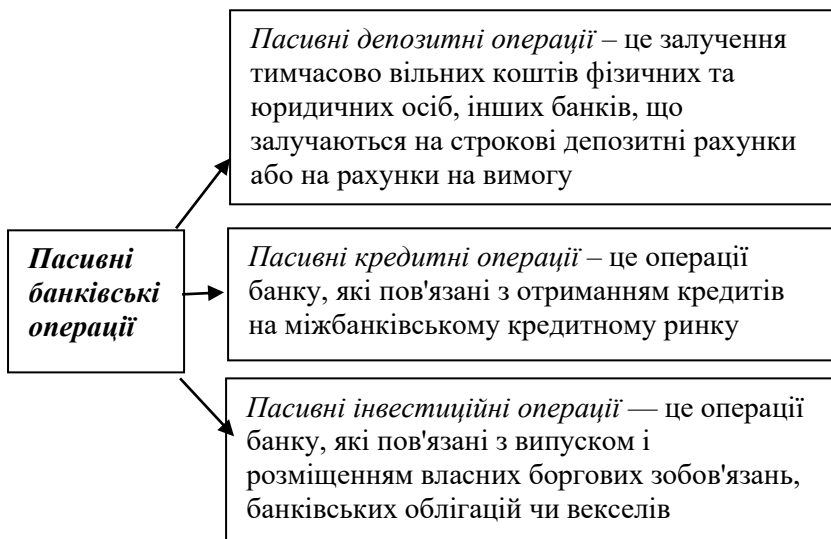 Пасивні депозитні операції – це залучення
тимчасово вільних коштів фізичних та
юридичних осіб, інших банків, що
залучаються на строкові депозитні рахунки
або на рахунки на вимогу
Пасивні
банківські
операції
Пасивні кредитні операції – це операції
банку, які пов'язані з отриманням кредитів
на міжбанківському кредитному ринку
Пасивні інвестиційні операції — це операції
банку, які пов'язані з випуском і
розміщенням власних боргових зобов'язань,
банківських облігацій чи векселів